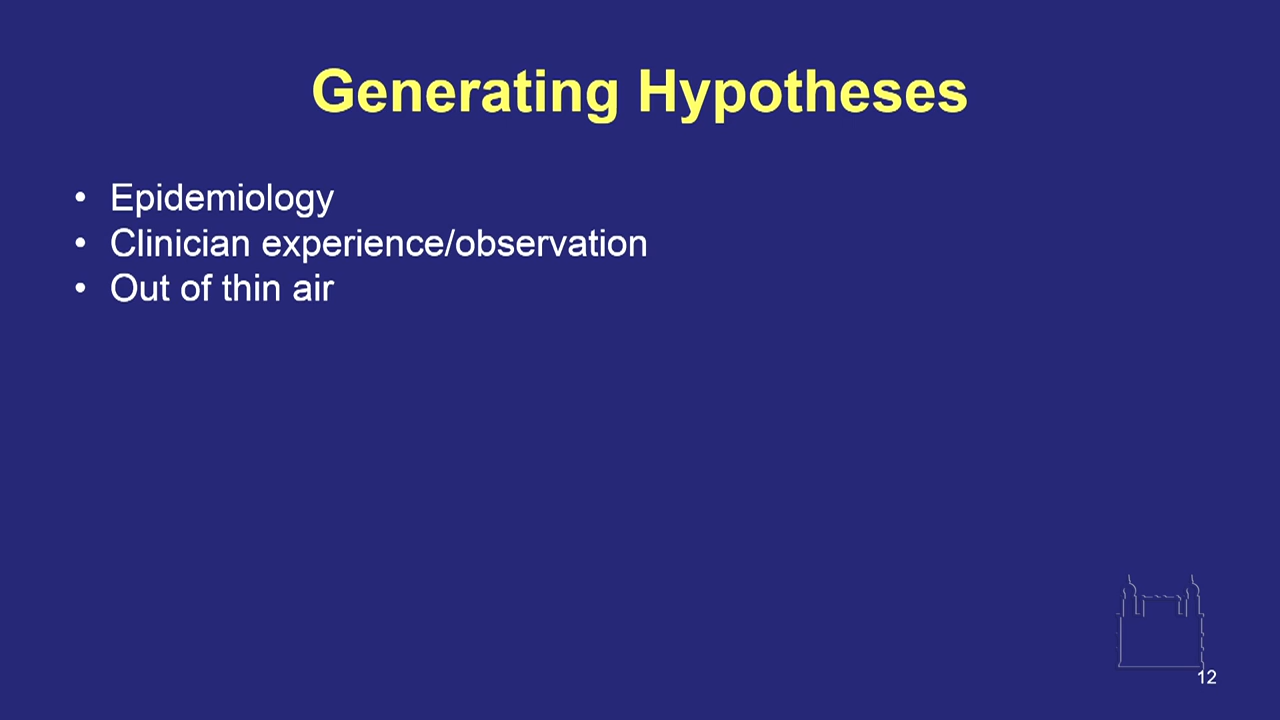 Generating Hypotheses
• Epidemiology
• Clinician experience/observation
• Out of thin air
12